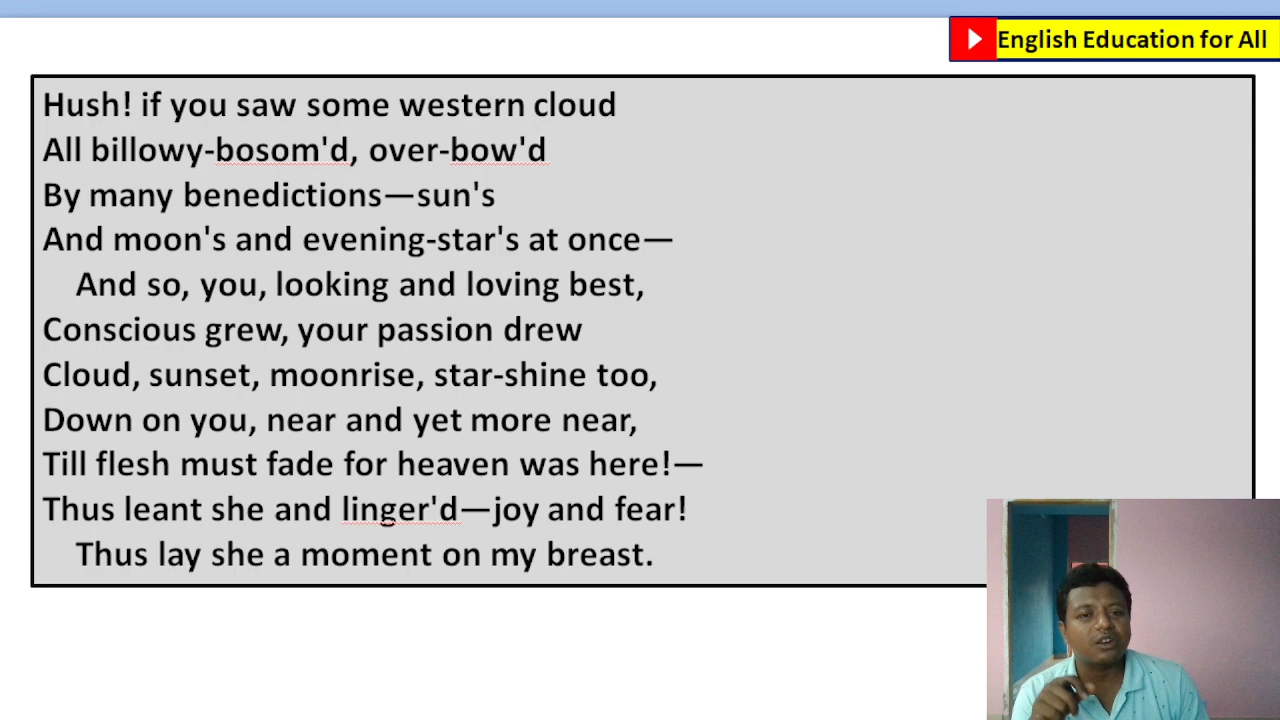 English Education for All
Hush! if you saw some western cloud
All billowy-bosom'd, over-bow'd
By many benedictions—sun's
And moon's and evening-star's at once—
And so, you, looking and loving best,
Conscious grew, your passion drew
Cloud, sunset, moonrise, star-shine too,
Down on you, near and yet more near,
Till flesh must fade for heaven was here!—
Thus leant she and linger'd—joy and fear!
Thus lay she a moment on my breast.